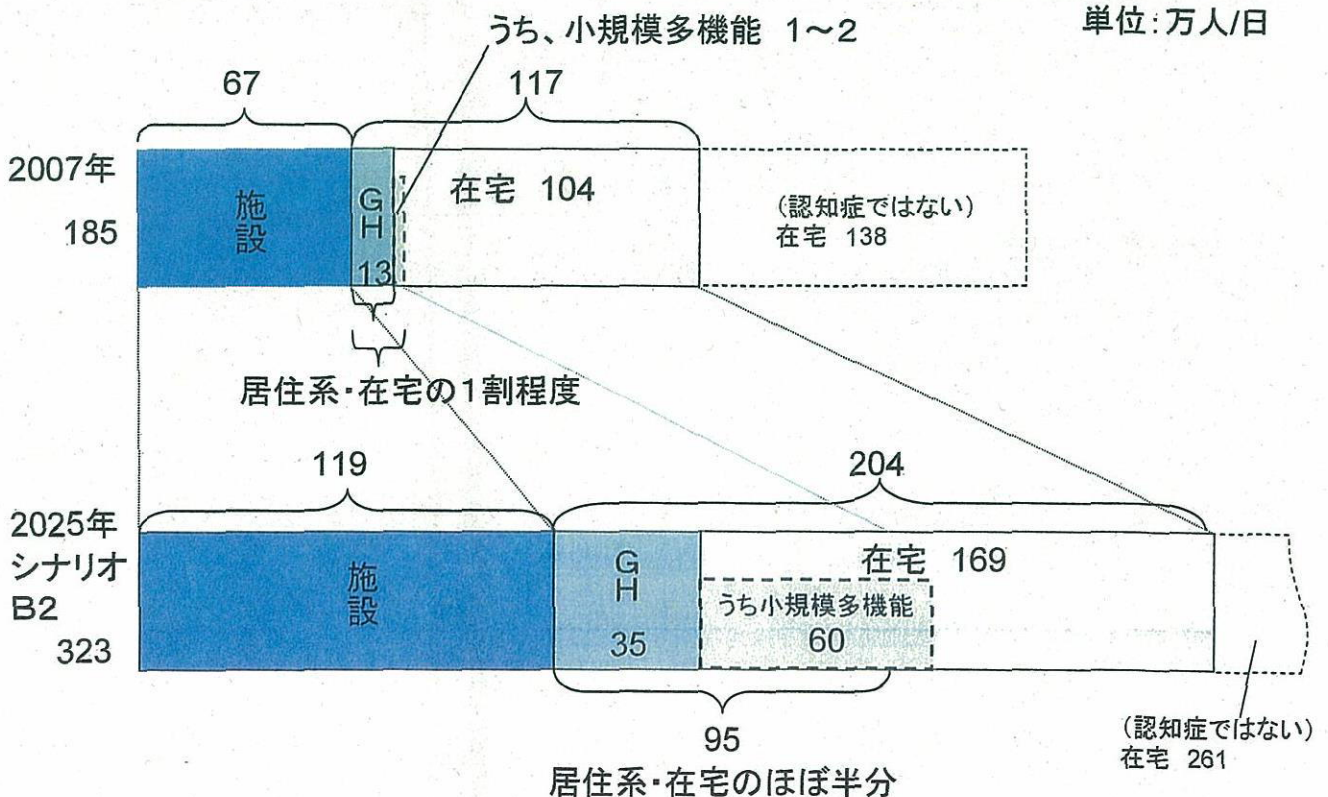 単位:万人/日
うち、小規模多機能 1～2
67
117
2007年
185
施設
GH
13
在宅 104
(認知症ではない)
在宅 138
居住系・在宅の1割程度
119
204
2025年
シナリオ
B2
323
施設
GH
35
在宅 169
うち小規模多機能
60
95
居住系・在宅のほぼ半分
(認知症ではない)
在宅 261